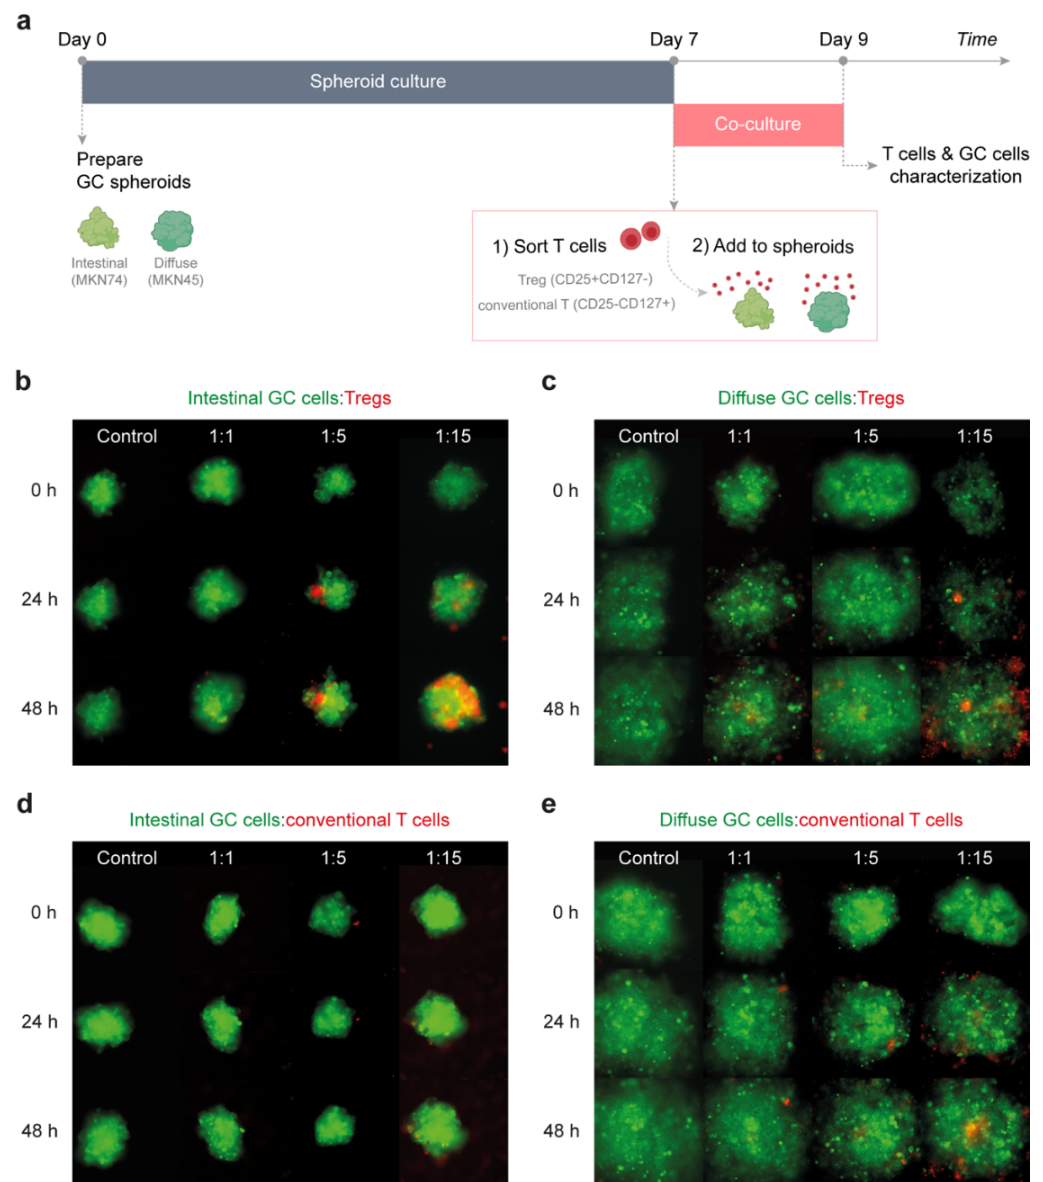 a
Day 0
Day 7
Day 9
Time
Spheroid culture
Co-culture
Prepare
GC spheroids
T cells & GC cells
characterization
Intestinal
(MKN74)
Diffuse
(MKN45)
1) Sort T cells
2) Add to spheroids
Treg (CD25+CD127-)
conventional T (CD25-CD127+)
b
Intestinal GC cells:Tregs
Control 1:1 1:5 1:15
0 h
24 h
48 h
c
Diffuse GC cells:Tregs
Control 1:1 1:5 1:15
0 h
24 h
48 h
d
Intestinal GC cells:conventional T cells
Control 1:1 1:5 1:15
0 h
24 h
48 h
e
Diffuse GC cells:conventional T cells
Control 1:1 1:5 1:15
0 h
24 h
48 h